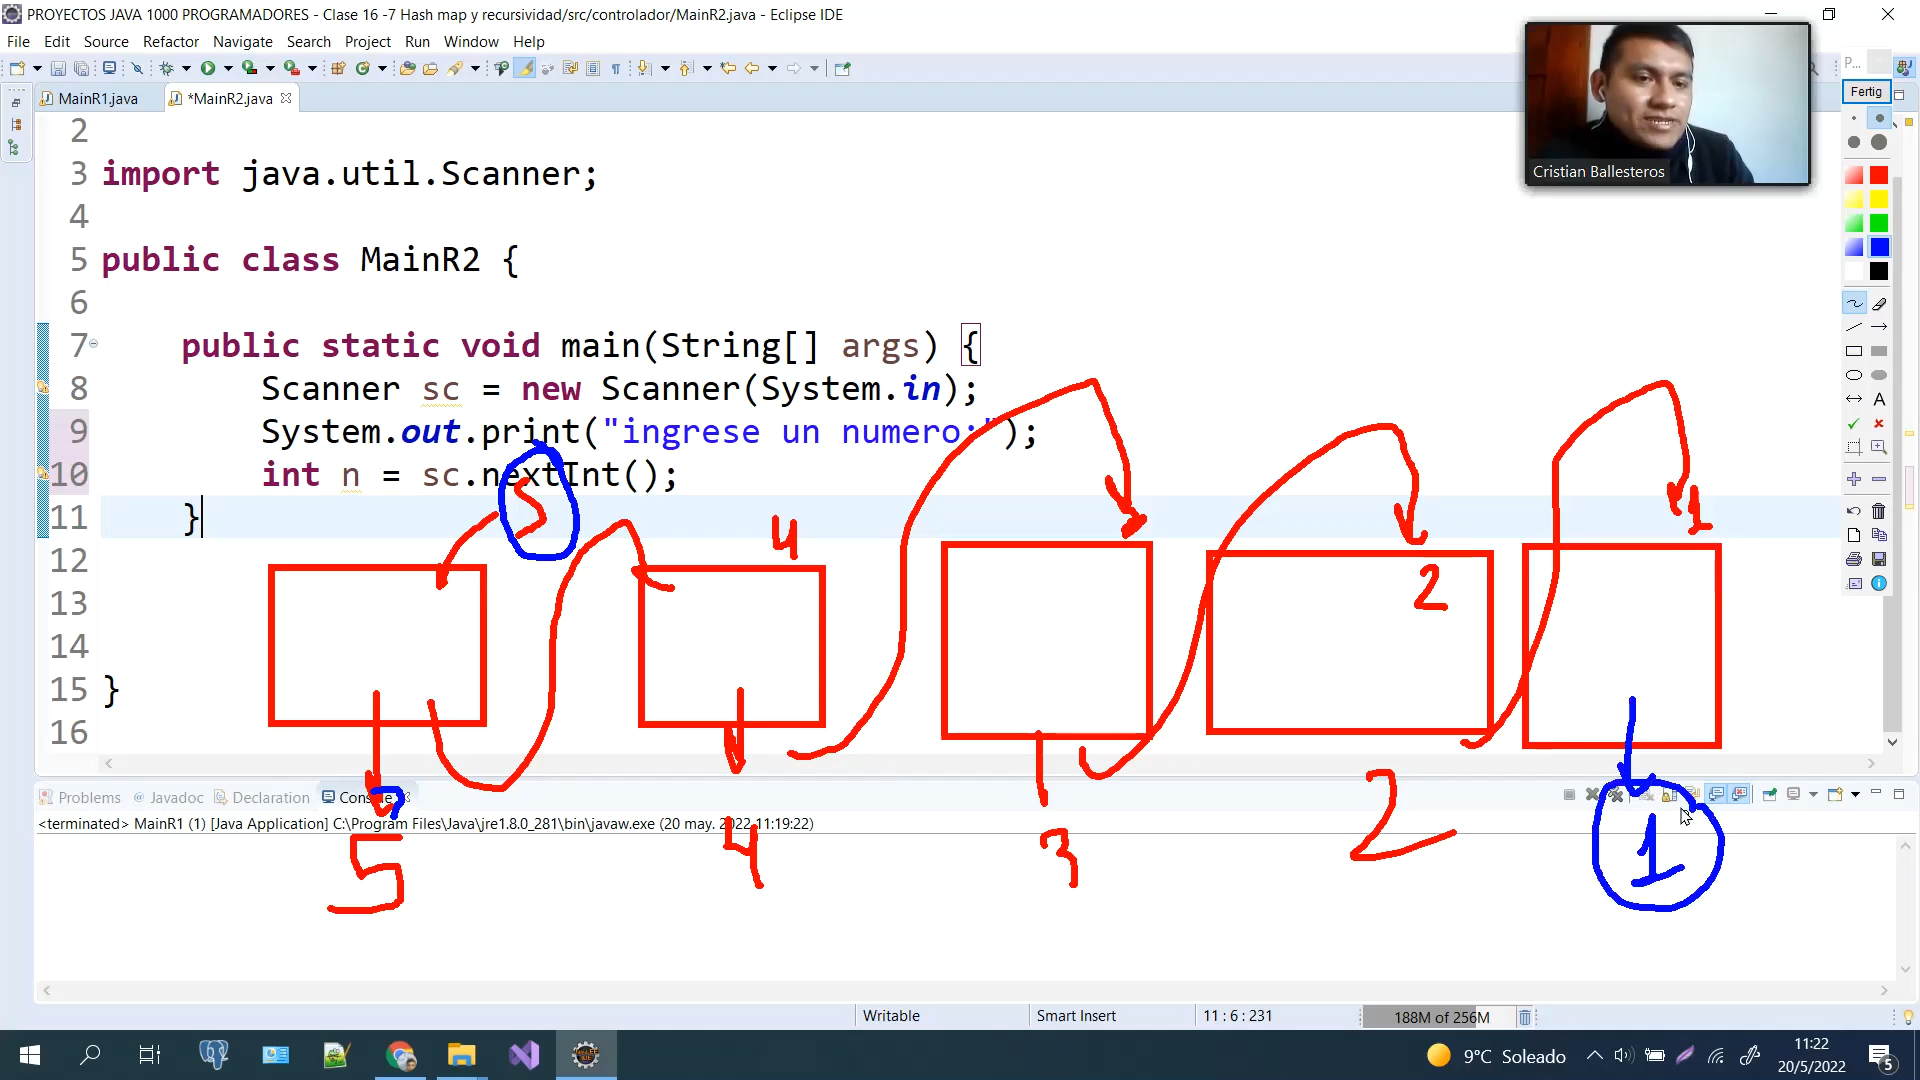 PROYECTOS JAVA 1000 PROGRAMADORES - Clase 16 -7 Hash map y recursividad/src/controlador/MainR2.java - Eclipse IDE
File Edit Source Refactor Navigate Search Project Run Window Help
P...
Fertig
MainR1.java *MainR2.java
Cristian Ballesteros
2
3 import java.util.Scanner;
4
5 public class MainR2 {
6
7 public static void main(String[] args) {
8 Scanner sc = new Scanner(System.in);
9 System.out.print("ingrese un numero:");
10 int n = sc.nextInt();
11 }
12
13
14
15 }
16
5 4 2 1
Problems @ Javadoc Declaration Console
<terminated> MainR1 (1) [Java Application] C:\Program Files\Java\jre1.8.0_281\bin\javaw.exe (20 may. 2022 11:19:22)
5 4 3 2 1
Writable Smart Insert 11 : 6 : 231 188M of 256M
9°C Soleado 11:22
20/5/2022
5